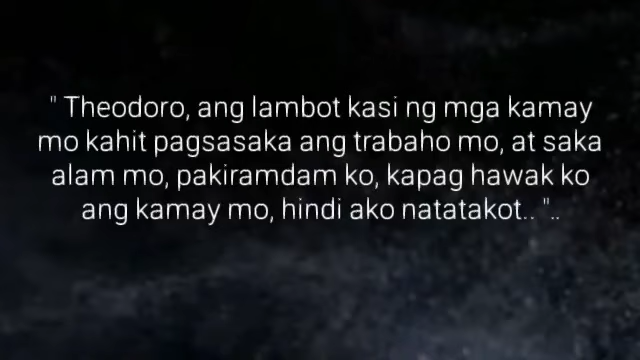 " Theodoro, ang lambot kasi ng mga kamay
mo kahit pagsasaka ang trabaho mo, at saka
alam mo, pakiramdam ko, kapag hawak ko
ang kamay mo, hindi ako natatakot.. "..